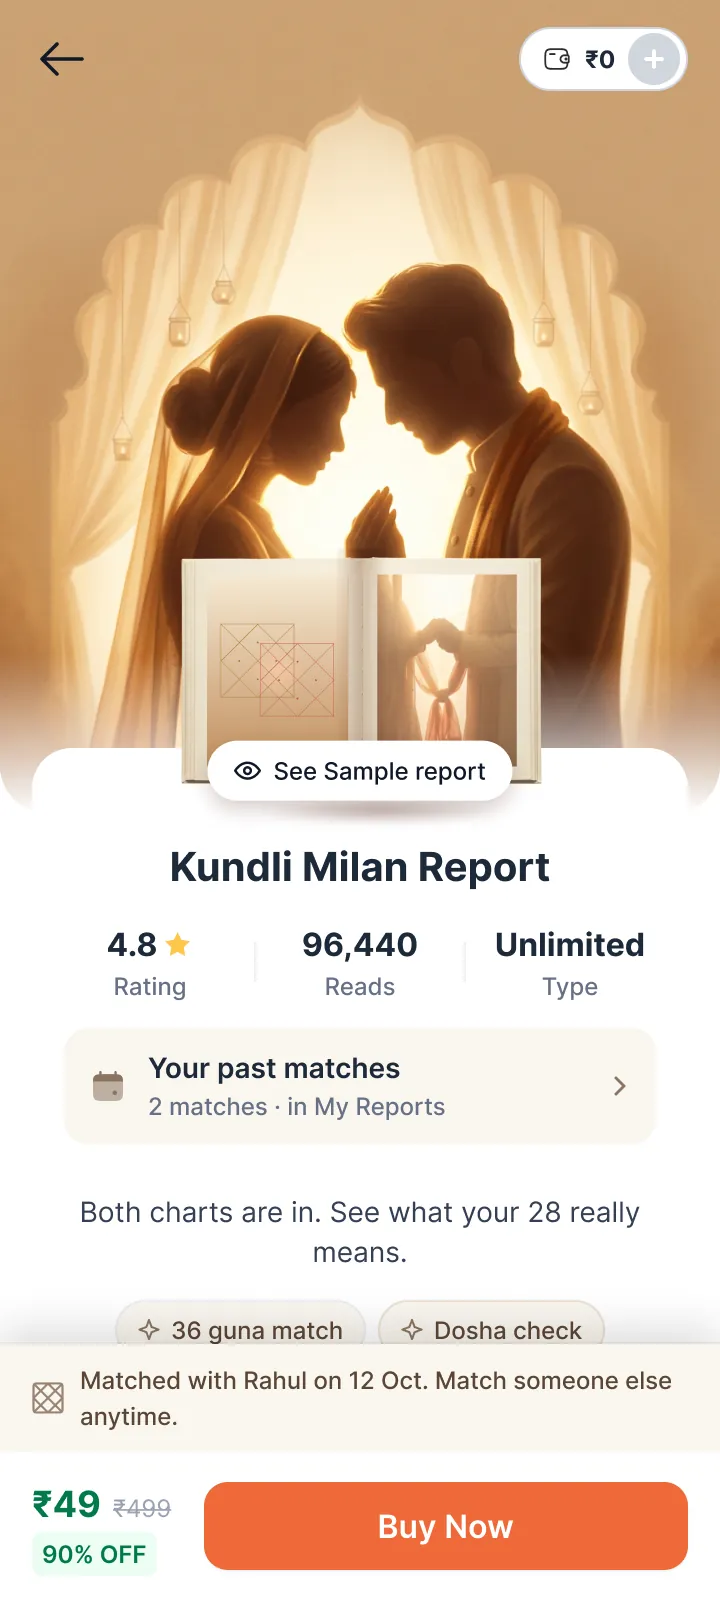 ₹0
See Sample report
Kundli Milan Report
4.8
Rating
96,440
Reads
Unlimited
Type
Your past matches
2 matches · in My Reports
Both charts are in. See what your 28 really
means.
36 guna match
Dosha check
Matched with Rahul on 12 Oct. Match someone else
anytime.
₹49 ₹499
90% OFF
Buy Now